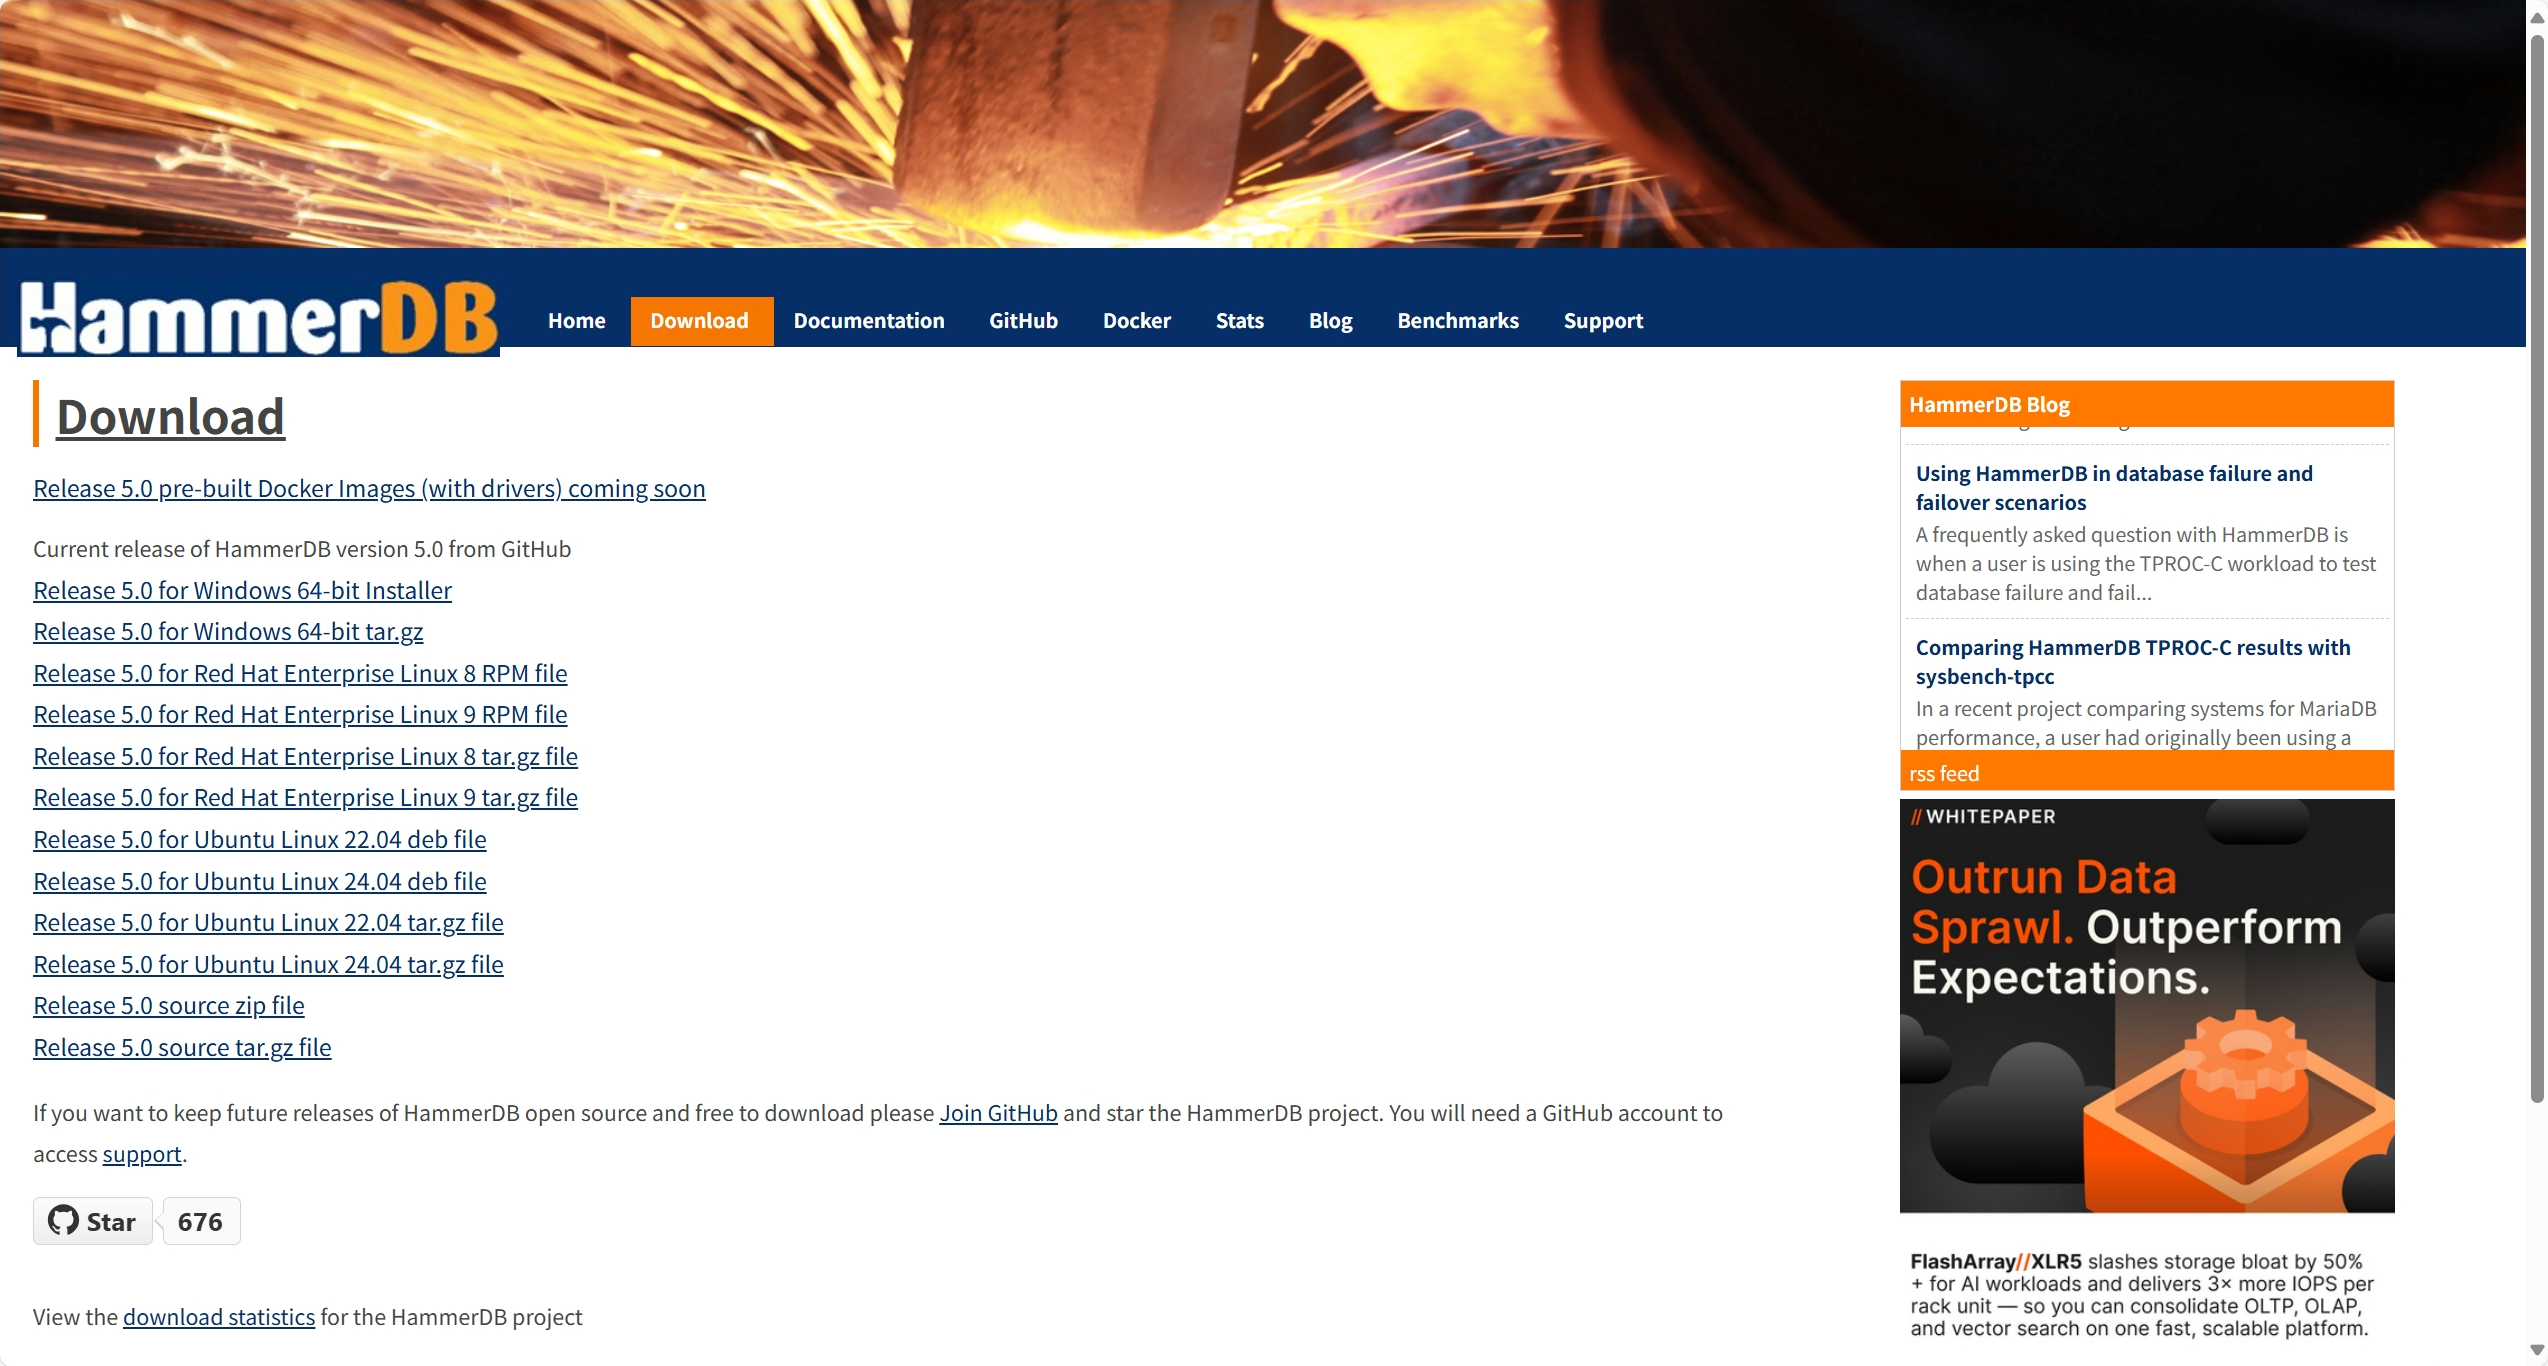 HammerDB
Home
Download
Documentation
GitHub
Docker
Stats
Blog
Benchmarks
Support
Download
Release 5.0 pre-built Docker Images (with drivers) coming soon
Current release of HammerDB version 5.0 from GitHub
Release 5.0 for Windows 64-bit Installer
Release 5.0 for Windows 64-bit tar.gz
Release 5.0 for Red Hat Enterprise Linux 8 RPM file
Release 5.0 for Red Hat Enterprise Linux 9 RPM file
Release 5.0 for Red Hat Enterprise Linux 8 tar.gz file
Release 5.0 for Red Hat Enterprise Linux 9 tar.gz file
Release 5.0 for Ubuntu Linux 22.04 deb file
Release 5.0 for Ubuntu Linux 24.04 deb file
Release 5.0 for Ubuntu Linux 22.04 tar.gz file
Release 5.0 for Ubuntu Linux 24.04 tar.gz file
Release 5.0 source zip file
Release 5.0 source tar.gz file
If you want to keep future releases of HammerDB open source and free to download please Join GitHub and star the HammerDB project. You will need a GitHub account to
access support.
Star
676
View the download statistics for the HammerDB project
HammerDB Blog
Using HammerDB in database failure and
failover scenarios
A frequently asked question with HammerDB is
when a user is using the TPROC-C workload to test
database failure and fail...
Comparing HammerDB TPROC-C results with
sysbench-tpcc
In a recent project comparing systems for MariaDB
performance, a user had originally been using a
rss feed
// WHITEPAPER
Outrun Data
Sprawl. Outperform
Expectations.
FlashArray//XLR5 slashes storage bloat by 50%
+ for AI workloads and delivers 3× more IOPS per
rack unit — so you can consolidate OLTP, OLAP,
and vector search on one fast, scalable platform.